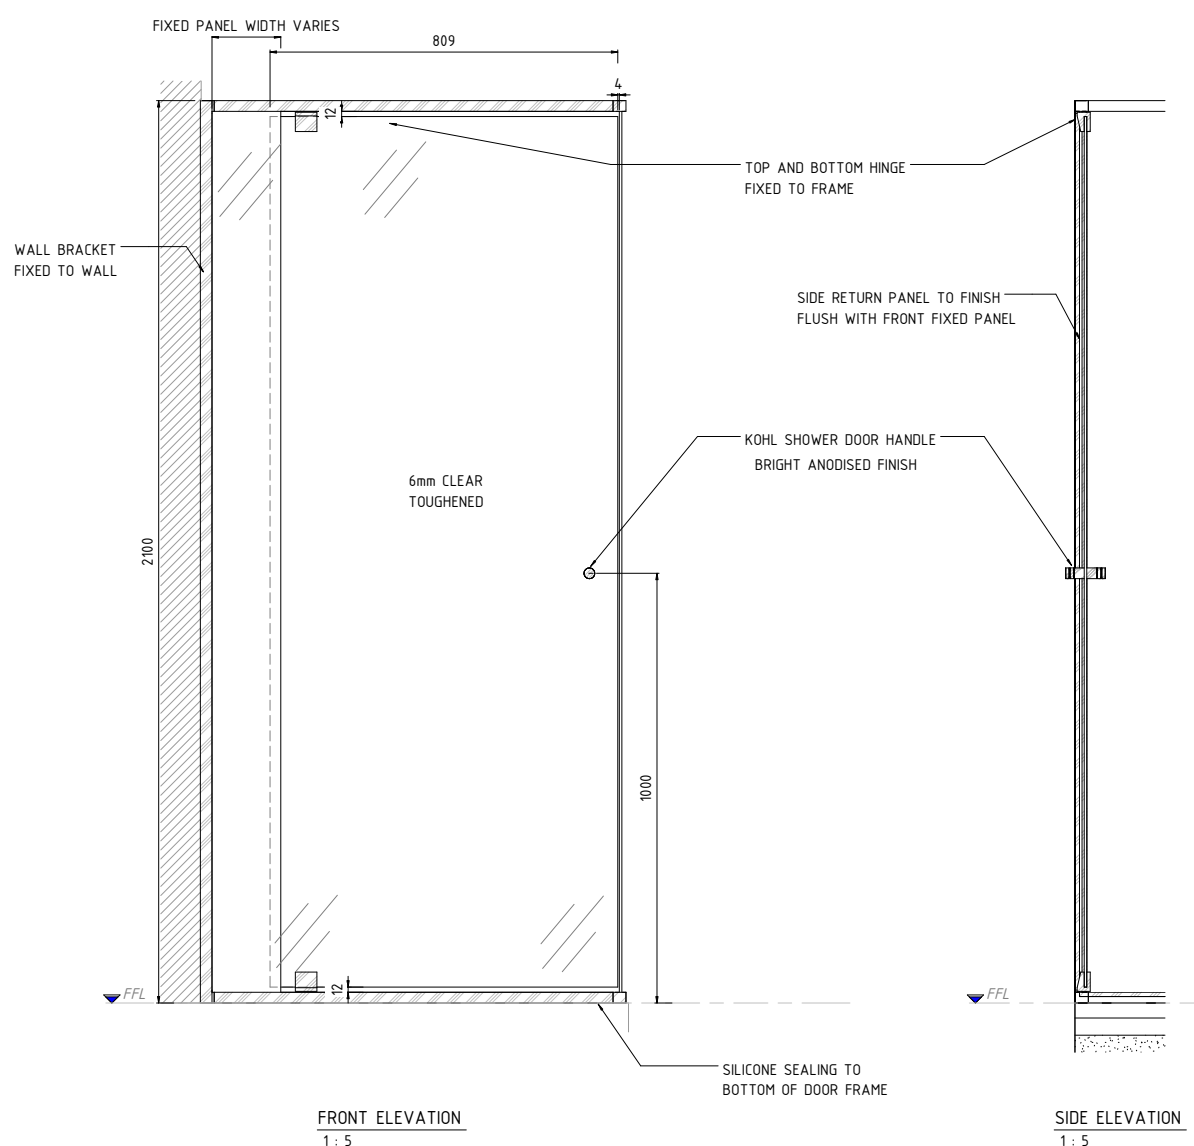 FIXED PANEL WIDTH VARIES
809
4
12
TOP AND BOTTOM HINGE
FIXED TO FRAME
WALL BRACKET
FIXED TO WALL
SIDE RETURN PANEL TO FINISH
FLUSH WITH FRONT FIXED PANEL
KOHL SHOWER DOOR HANDLE
BRIGHT ANODISED FINISH
6mm CLEAR
TOUGHENED
2100
1000
12
FFL
FFL
SILICONE SEALING TO
BOTTOM OF DOOR FRAME
FRONT ELEVATION
1 : 5
SIDE ELEVATION
1 : 5